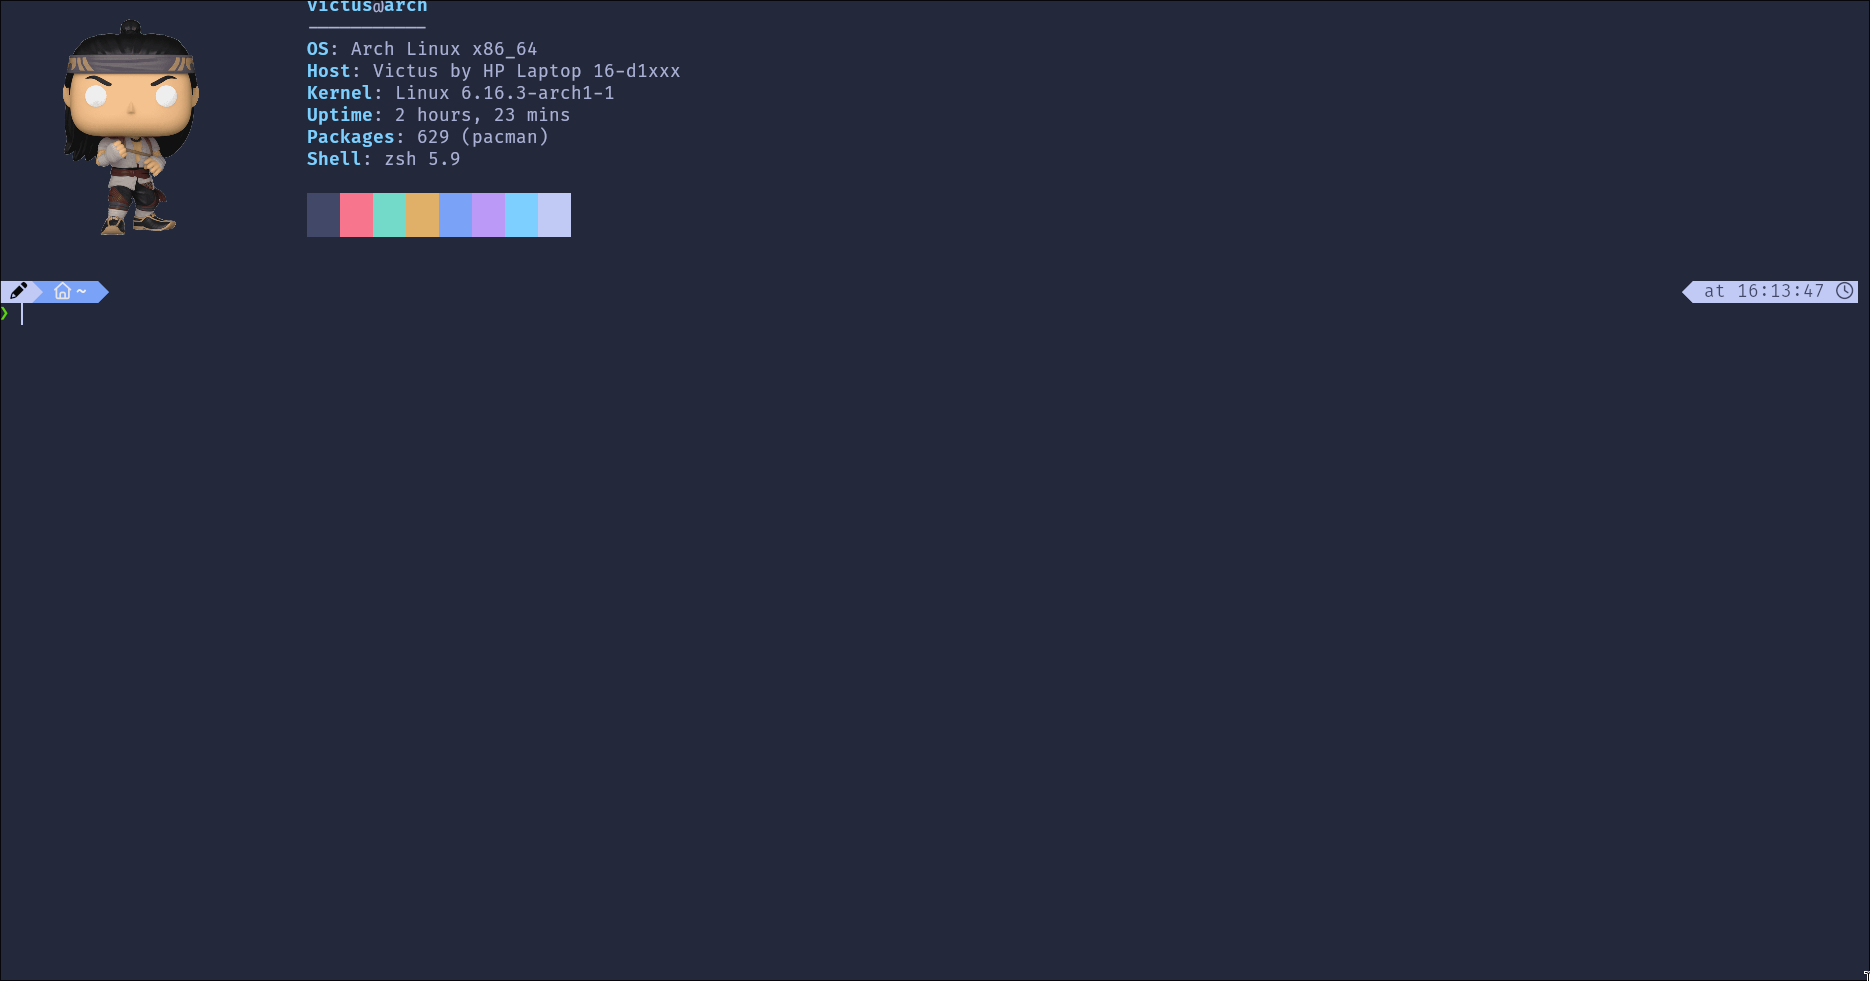 victus@arch
-----------
OS: Arch Linux x86_64
Host: Victus by HP Laptop 16-d1xxx
Kernel: Linux 6.16.3-arch1-1
Uptime: 2 hours, 23 mins
Packages: 629 (pacman)
Shell: zsh 5.9
~ at 16:13:47
❯